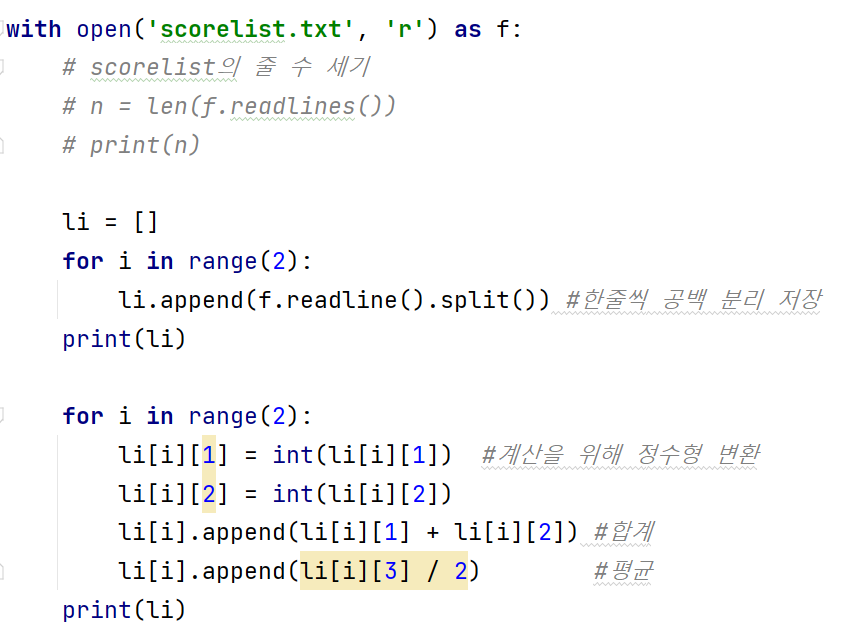 with open('scorelist.txt', 'r') as f:
    # scorelist의 줄 수 세기
    # n = len(f.readlines())
    # print(n)

    li = []
    for i in range(2):
        li.append(f.readline().split()) #한줄씩 공백 분리 저장
    print(li)

    for i in range(2):
        li[i][1] = int(li[i][1])  #계산을 위해 정수형 변환
        li[i][2] = int(li[i][2])
        li[i].append(li[i][1] + li[i][2]) #합계
        li[i].append(li[i][3] / 2)        #평균
    print(li)